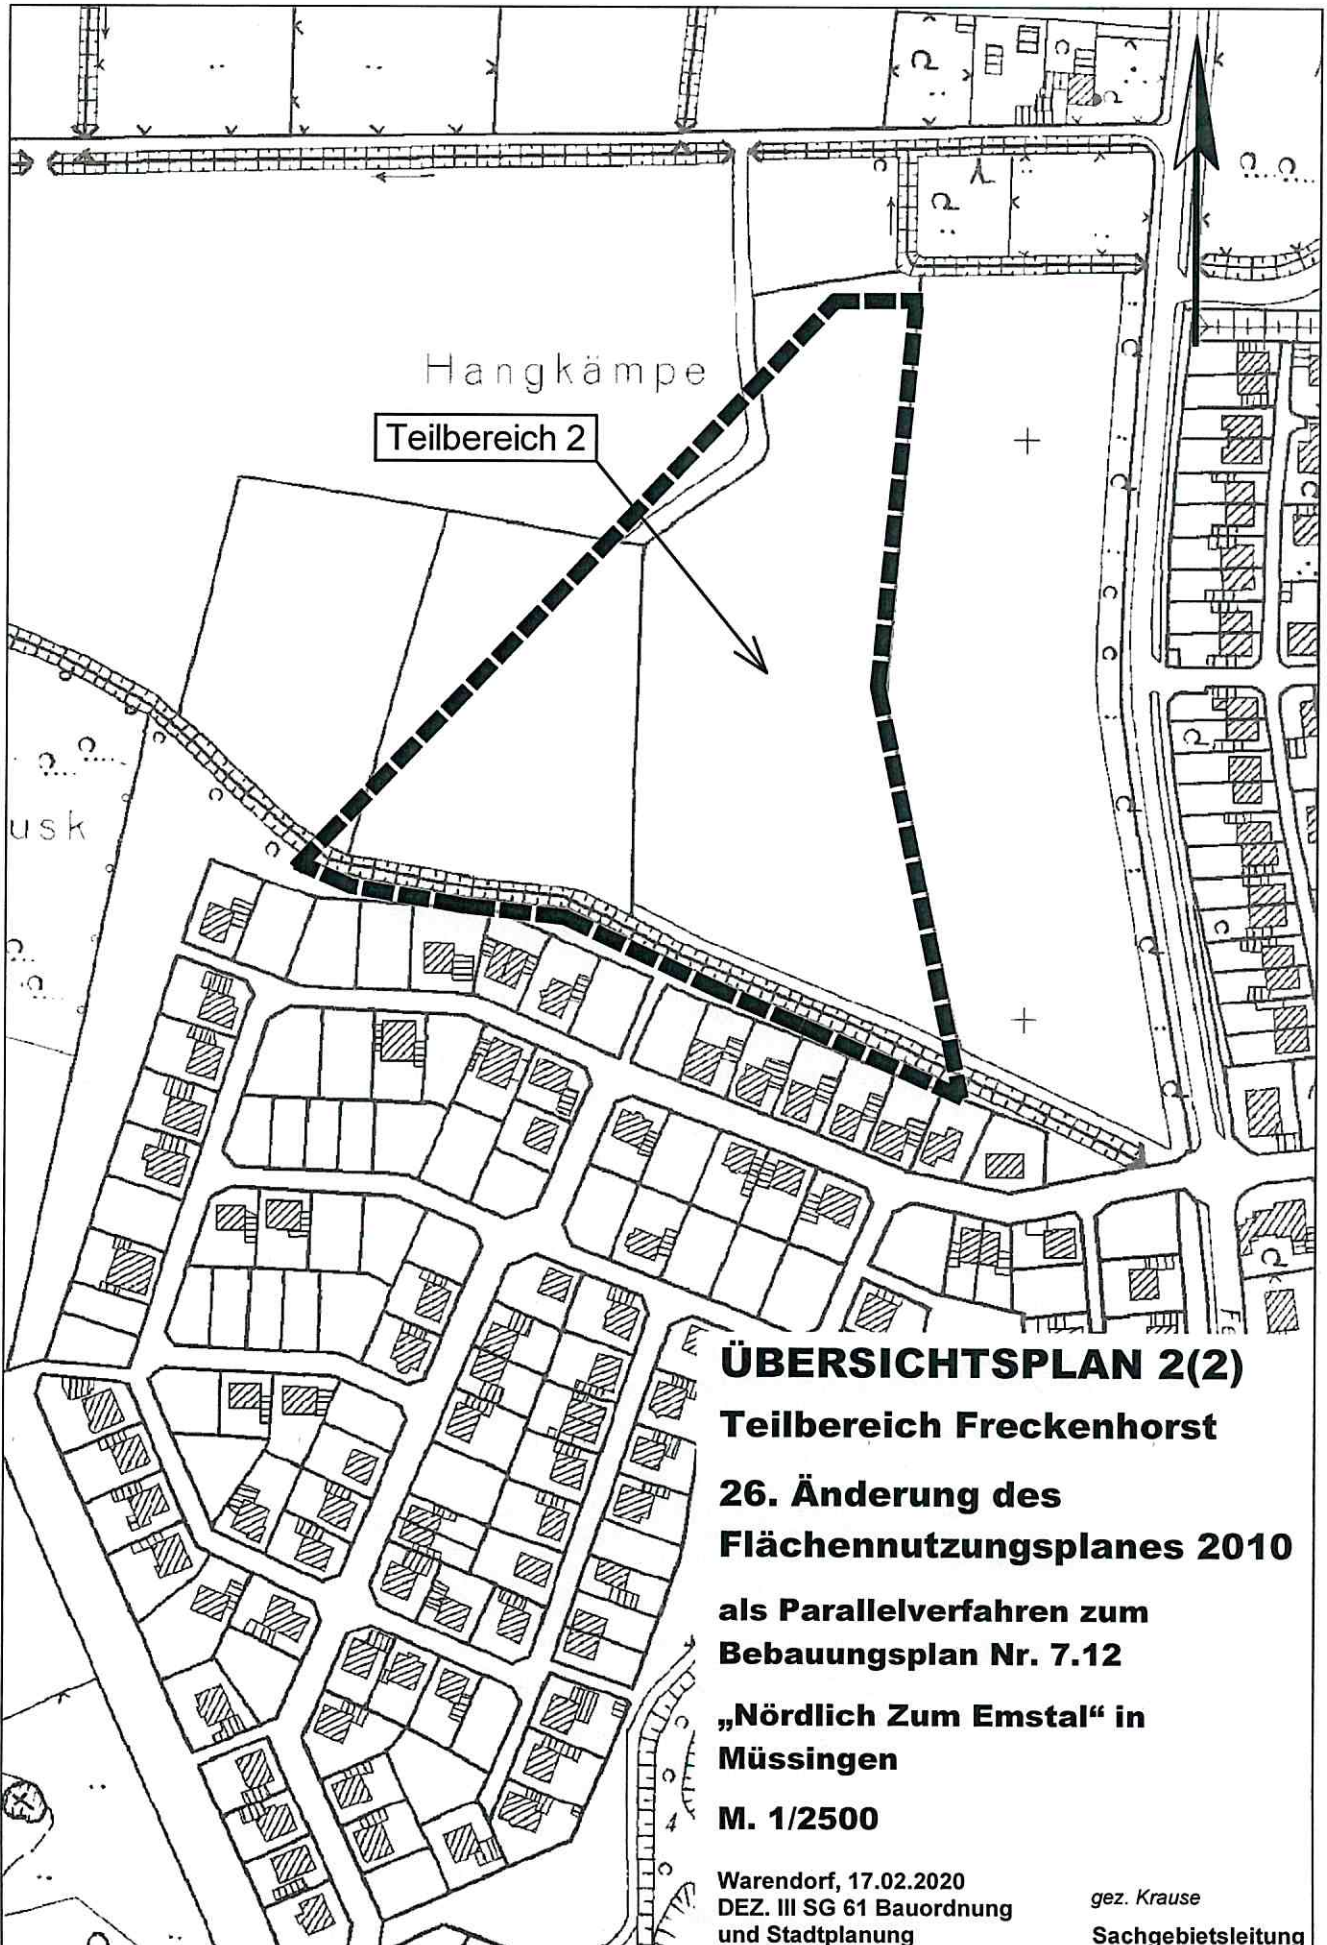 Hangkämpe
Teilbereich 2
usk
ÜBERSICHTSPLAN 2(2)
Teilbereich Freckenhorst
26. Änderung des
Flächennutzungsplanes 2010
als Parallelverfahren zum
Bebauungsplan Nr. 7.12
„Nördlich Zum Emstal“ in
Müssingen
M. 1/2500
Warendorf, 17.02.2020
DEZ. III SG 61 Bauordnung
und Stadtplanung
gez. Krause
Sachgebietsleitung